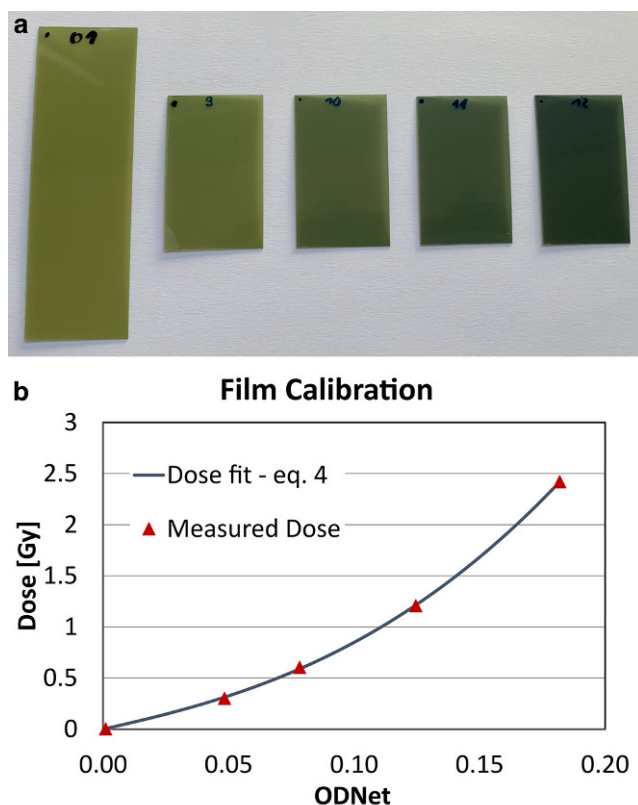 a
01
9
10
11
12
b
Film Calibration
3
2.5
2
1.5
1
0.5
0
Dose fit - eq. 4
Measured Dose
Dose [Gy]
0.00 0.05 0.10 0.15 0.20
ODNet